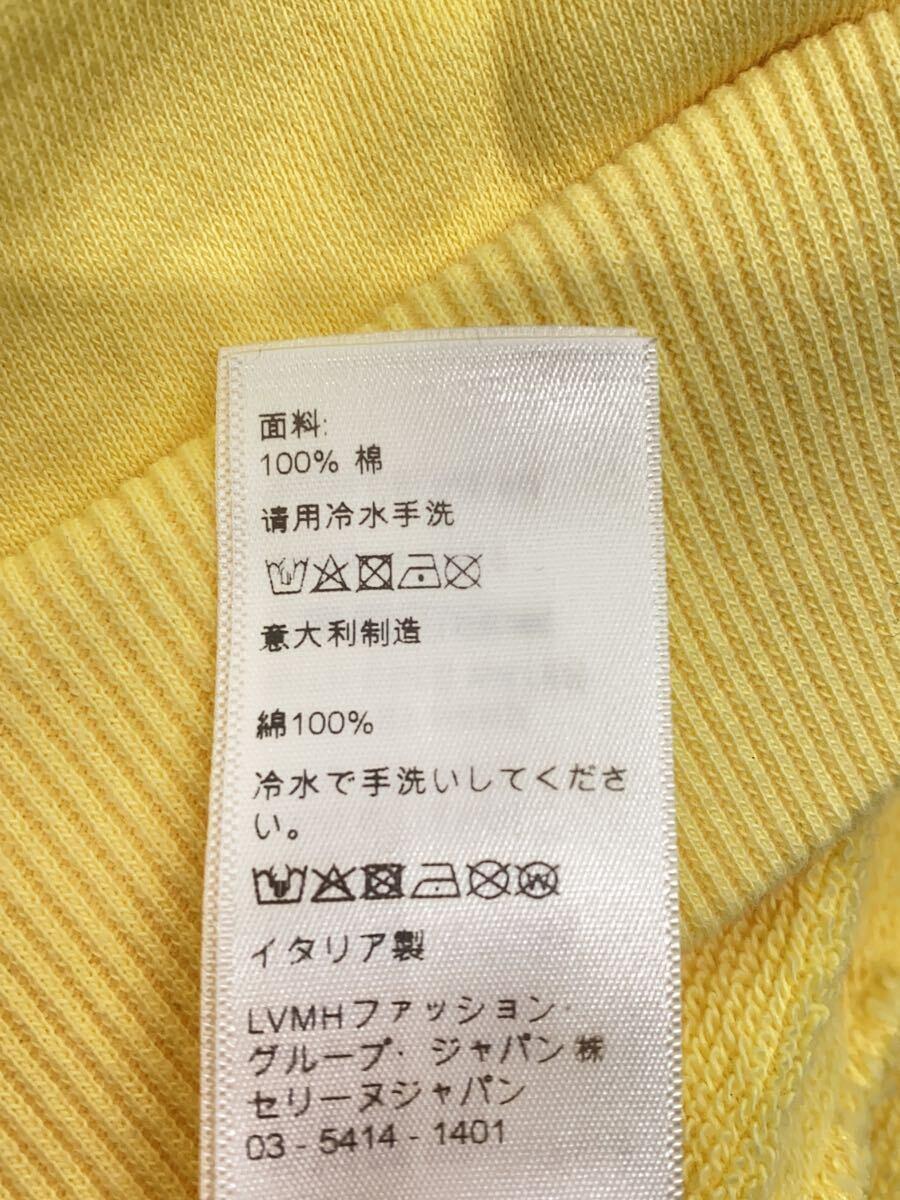 面料:
100% 棉
请用冷水手洗
意大利制造
綿100%
冷水で手洗いしてくださ
い。
イタリア製
LVMHファッション·
グループ· ジャパン㈱
セリーヌジャパン
03 - 5414 - 1401